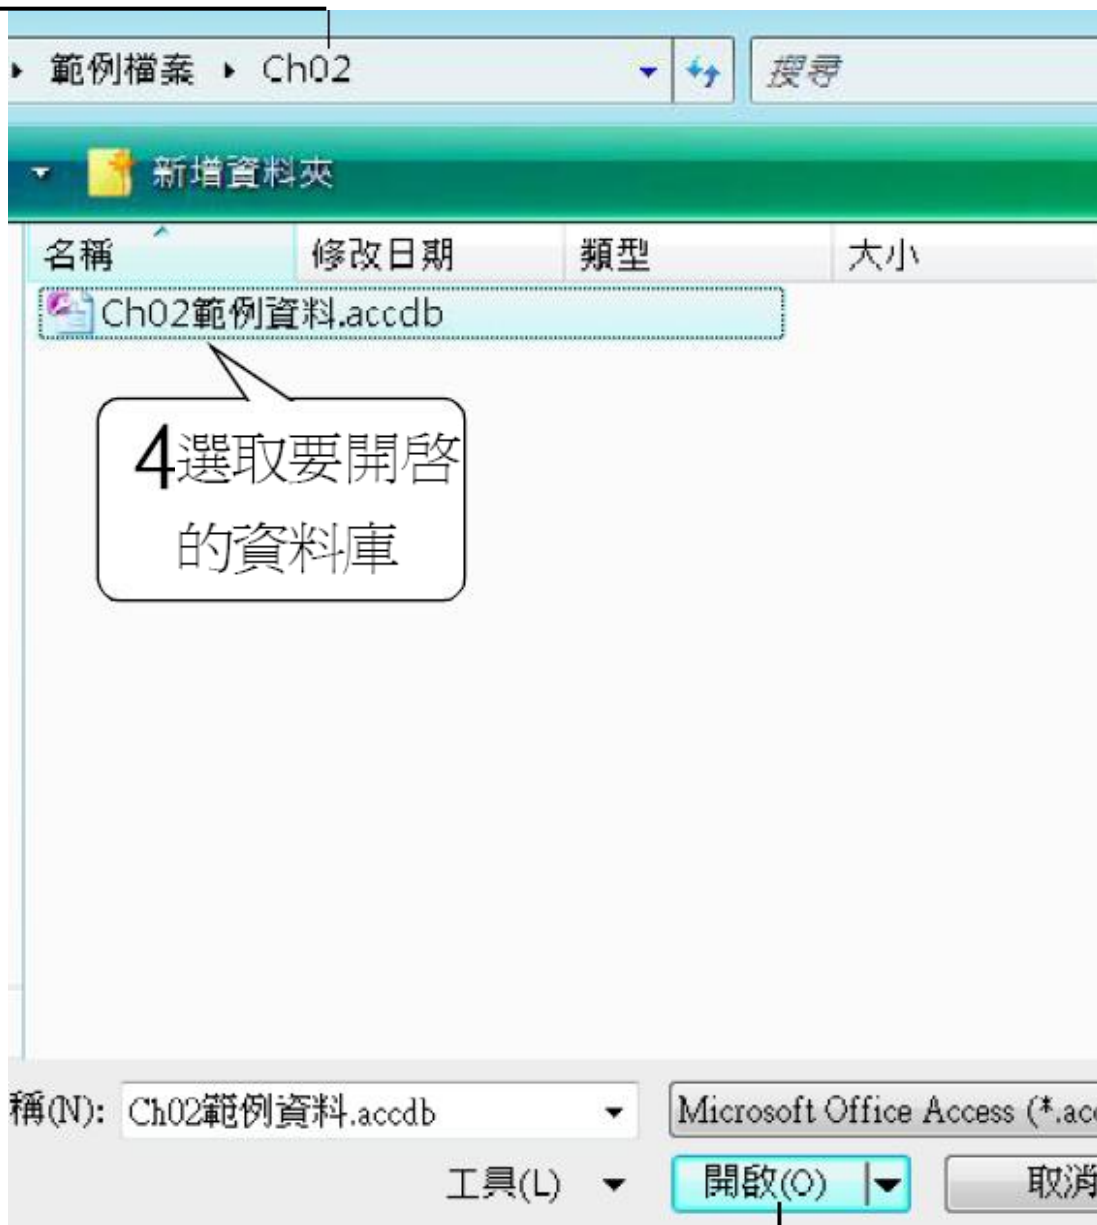 範例檔案 ▸ Ch02
搜尋
新增資料夾
名稱 修改日期 類型 大小
Ch02範例資料.accdb
4選取要開啓
的資料庫
稱(N): Ch02範例資料.accdb Microsoft Office Access (*.acc
工具(L) 開啟(O) 取消